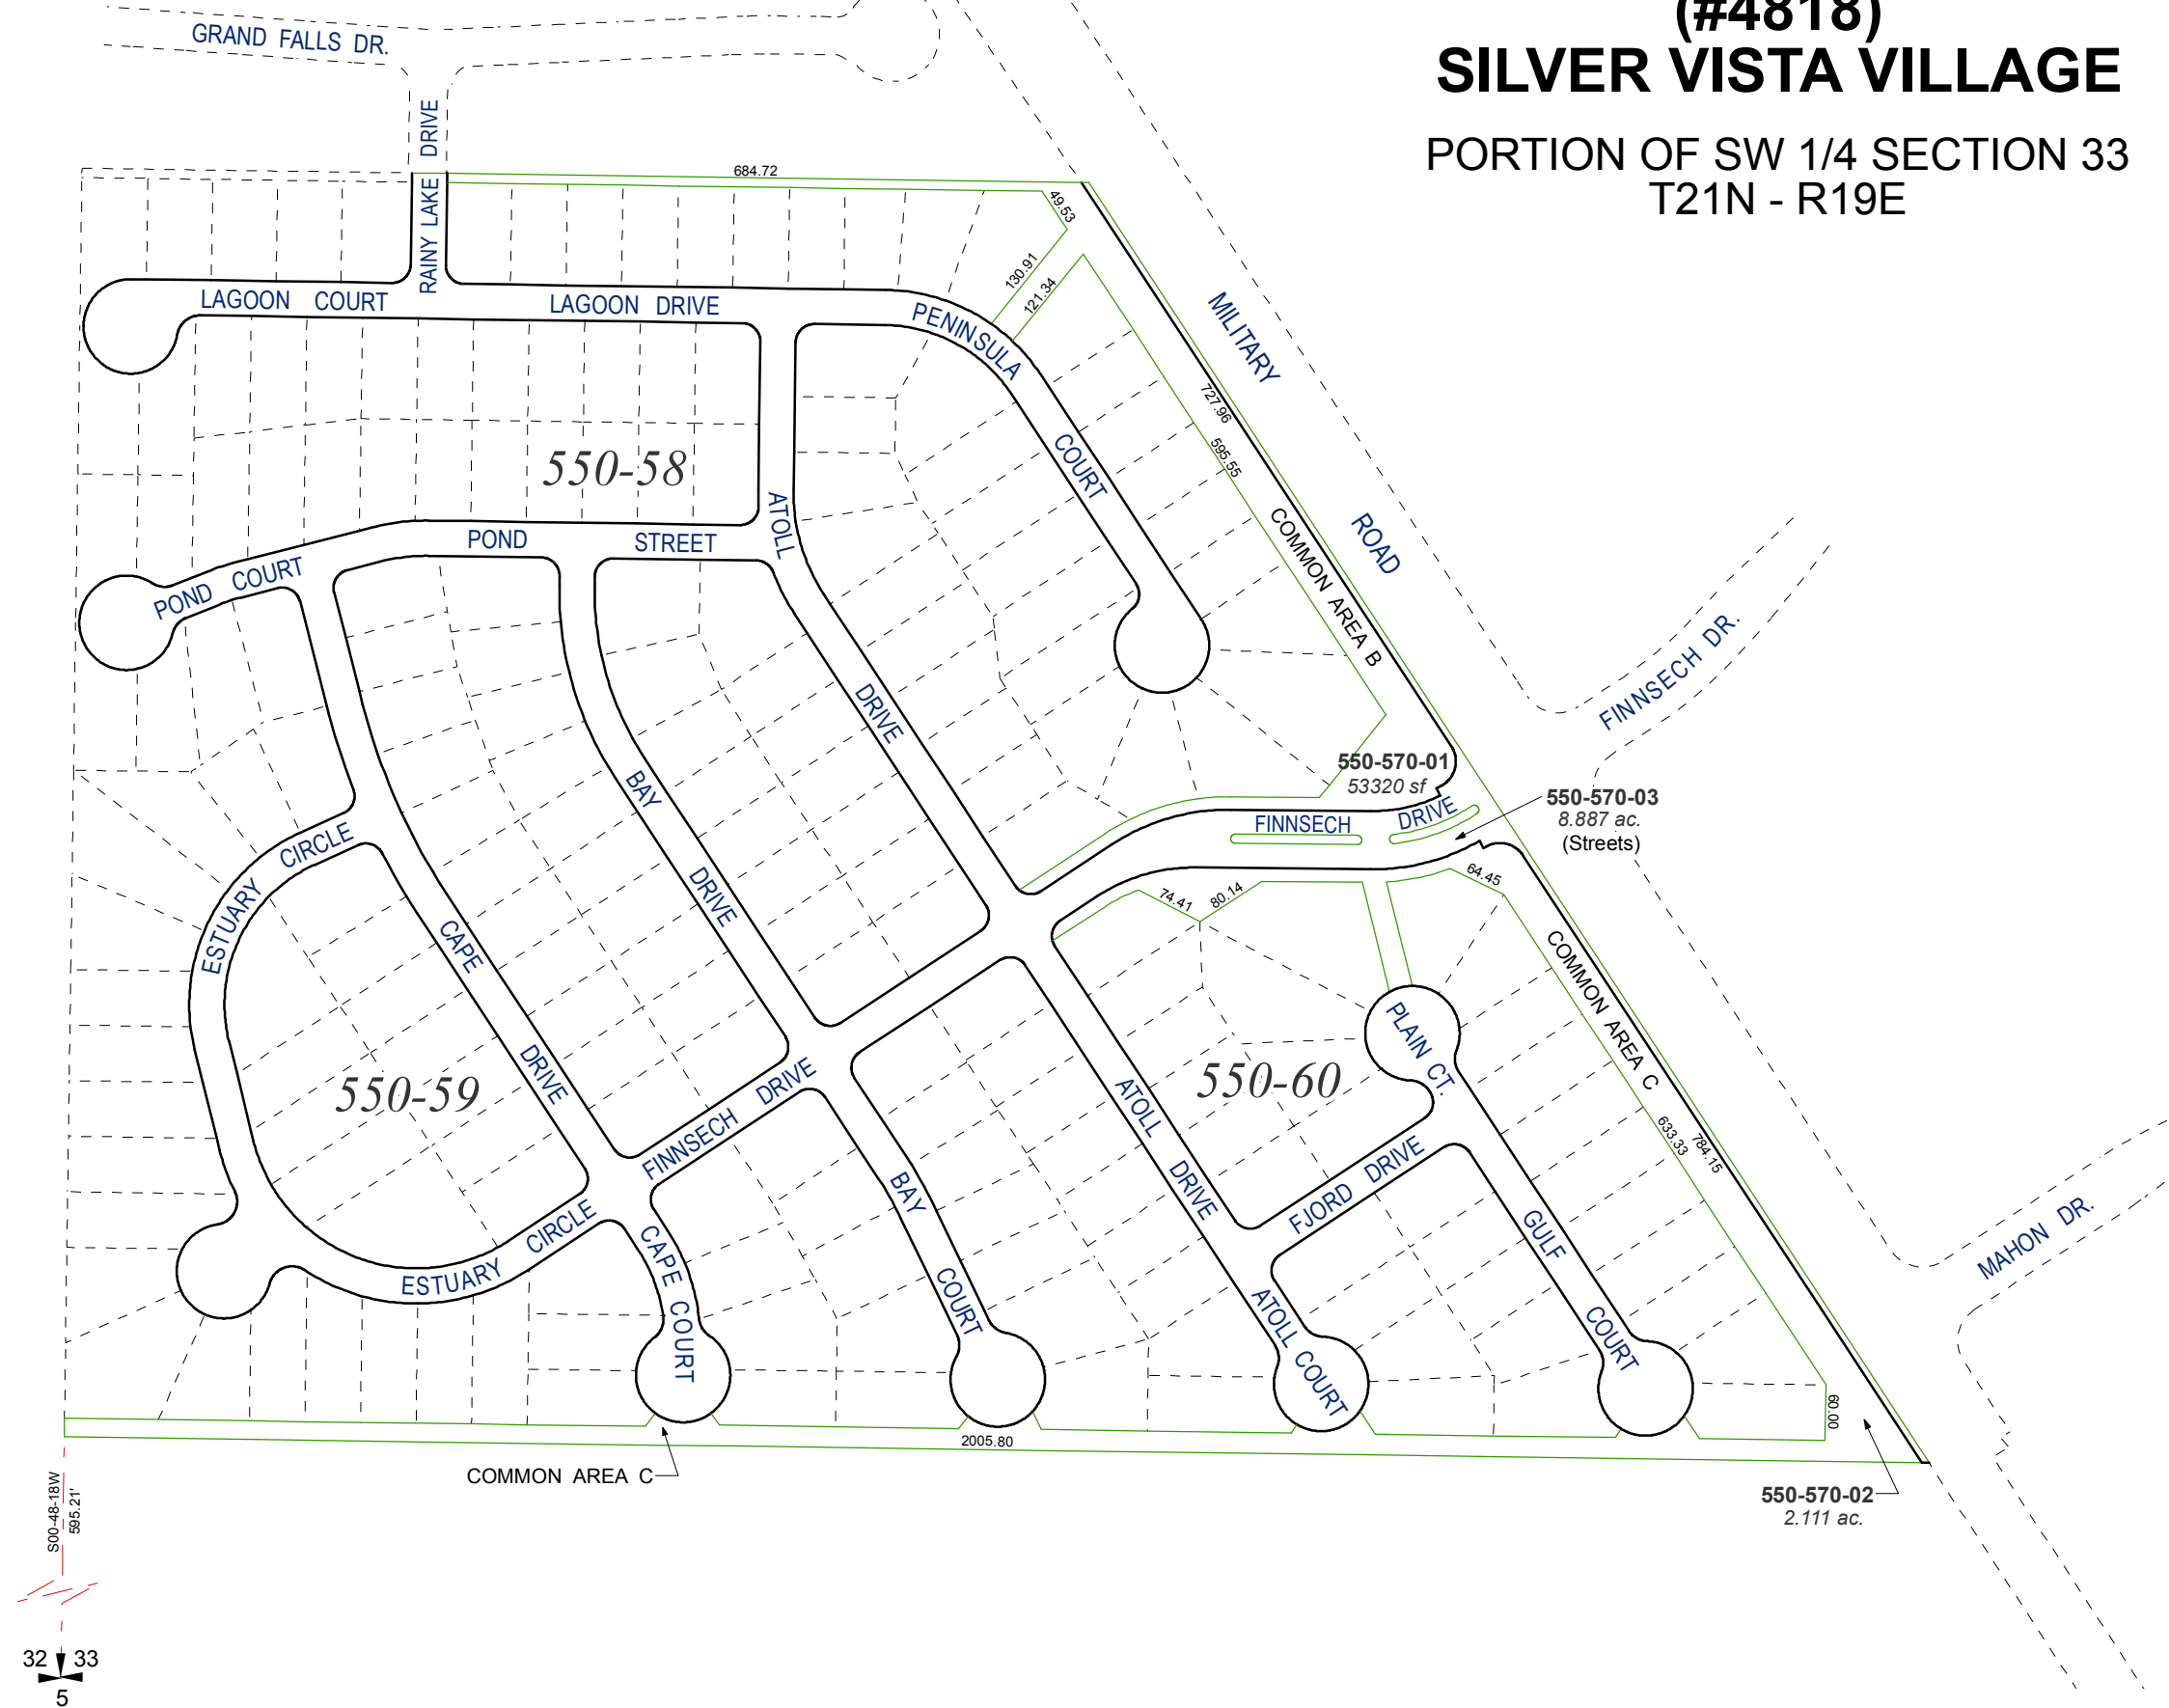 (#4818)
SILVER VISTA VILLAGE
PORTION OF SW 1/4 SECTION 33
T21N - R19E
GRAND FALLS DR.
RAINY LAKE DRIVE
684.72
49.53
130.91
121.34
LAGOON COURT
LAGOON DRIVE
PENINSULA
COURT
MILITARY
ROAD
727.96
595.55
COMMON AREA B
550-58
ATOLL
DRIVE
POND
STREET
POND COURT
FINNSECH DR.
550-570-01
53320 sf
550-570-03
8.887 ac.
(Streets)
FINNSECH
DRIVE
BAY
DRIVE
CIRCLE
ESTUARY
CAPE
DRIVE
64.45
74.41
80.14
COMMON AREA C
PLAIN CT.
550-59
550-60
FINNSECH DRIVE
ATOLL
DRIVE
FJORD DRIVE
633.33
784.15
BAY
COURT
GULF
COURT
MAHON DR.
ESTUARY
CIRCLE
CAPE
COURT
ATOLL COURT
60.00
2005.80
COMMON AREA C
550-570-02
2.111 ac.
S00-48-18W
595.21'
32 33
5